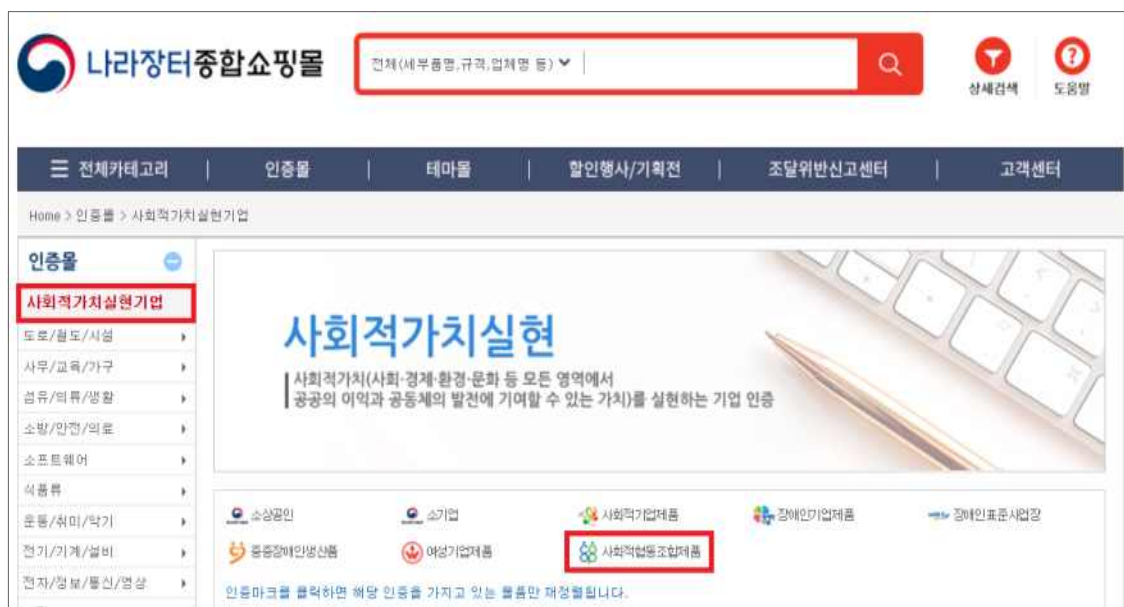 나라장터종합쇼핑몰
전체(세부품명,규격,업체명 등)
상세검색
도움말
전체카테고리 | 인증몰 | 테마몰 | 할인행사/기획전 | 조달위반신고센터 | 고객센터
Home > 인증몰 > 사회적가치실현기업
인증몰
사회적가치실현기업
도로/철도/시설
사무/교육/가구
섬유/의류/생활
소방/안전/의료
소프트웨어
식품류
운동/취미/악기
전기/기계/설비
전자/정보/통신/영상
사회적가치실현
사회적가치(사회·경제·환경·문화 등 모든 영역에서
공공의 이익과 공동체의 발전에 기여할 수 있는 가치)를 실현하는 기업 인증
소상공인 소기업 사회적기업제품 장애인기업제품 장애인표준사업장
중증장애인생산품 여성기업제품 사회적협동조합제품
인증마크를 클릭하면 해당 인증을 가지고 있는 물품만 재정렬됩니다.